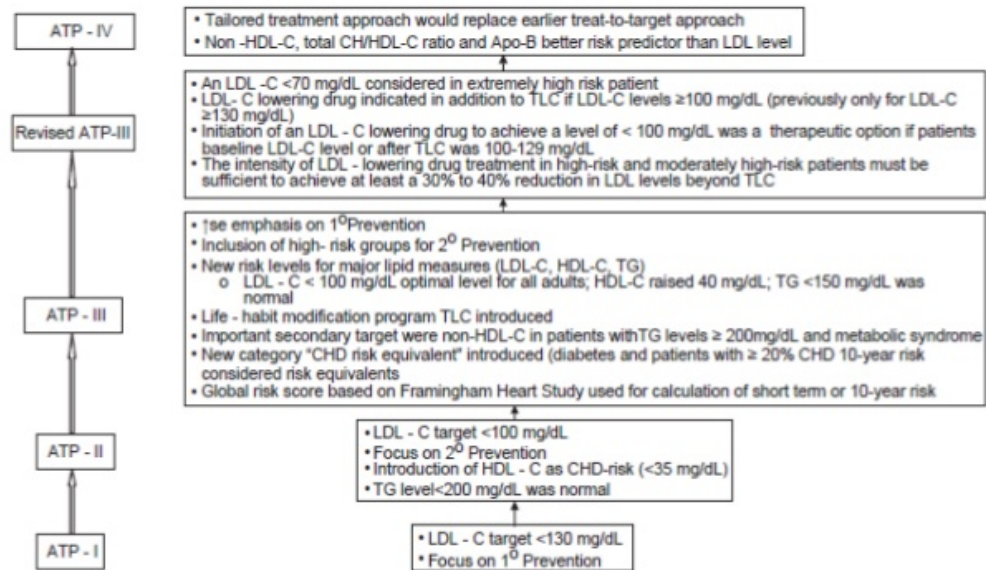 ATP - IV
• Tailored treatment approach would replace earlier treat-to-target approach
• Non -HDL-C, total CH/HDL-C ratio and Apo-B better risk predictor than LDL level
Revised ATP-III
• An LDL -C <70 mg/dL considered in extremely high risk patient
• LDL- C lowering drug indicated in addition to TLC if LDL-C levels ≥100 mg/dL (previously only for LDL-C
≥130 mg/dL)
• Initiation of an LDL - C lowering drug to achieve a level of < 100 mg/dL was a therapeutic option if patients
baseline LDL-C level or after TLC was 100-129 mg/dL
• The intensity of LDL - lowering drug treatment in high-risk and moderately high-risk patients must be
sufficient to achieve at least a 30% to 40% reduction in LDL levels beyond TLC
ATP - III
• ↑se emphasis on 1⁰Prevention
• Inclusion of high- risk groups for 2⁰ Prevention
• New risk levels for major lipid measures (LDL-C, HDL-C, TG)
o LDL - C < 100 mg/dL optimal level for all adults; HDL-C raised 40 mg/dL; TG <150 mg/dL was
normal
• Life - habit modification program TLC introduced
• Important secondary target were non-HDL-C in patients withTG levels ≥ 200mg/dL and metabolic syndrome
• New category "CHD risk equivalent" introduced (diabetes and patients with ≥ 20% CHD 10-year risk
considered risk equivalents
• Global risk score based on Framingham Heart Study used for calculation of short term or 10-year risk
ATP - II
• LDL - C target <100 mg/dL
• Focus on 2⁰ Prevention
• Introduction of HDL - C as CHD-risk (<35 mg/dL)
• TG level<200 mg/dL was normal
ATP - I
• LDL - C target <130 mg/dL
• Focus on 1⁰ Prevention